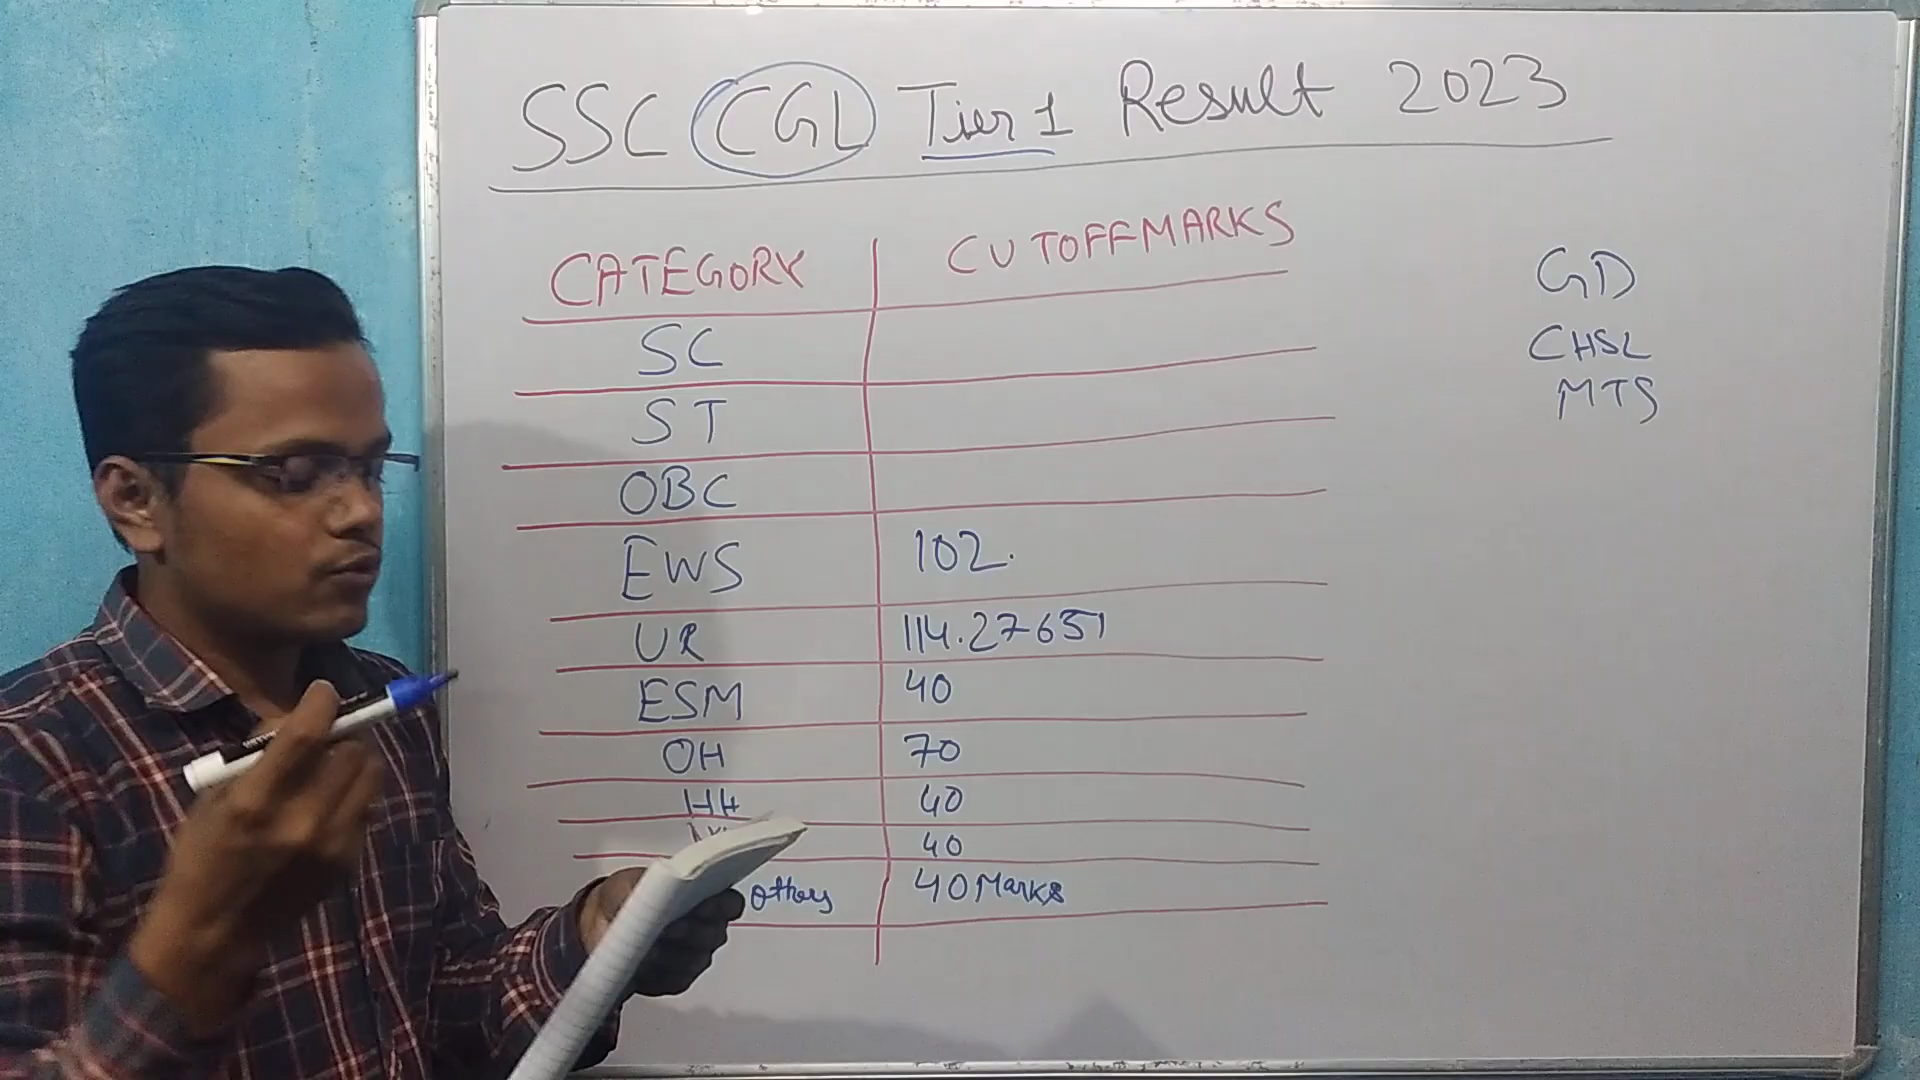 SSC CGL Tier 1 Result 2023
CATEGORY CUTOFFMARKS
SC
ST
OBC
EWS 102.
UR 114.27651
ESM 40
OH 70
HH 40
40
others 40 Marks
GD
CHSL
MTS